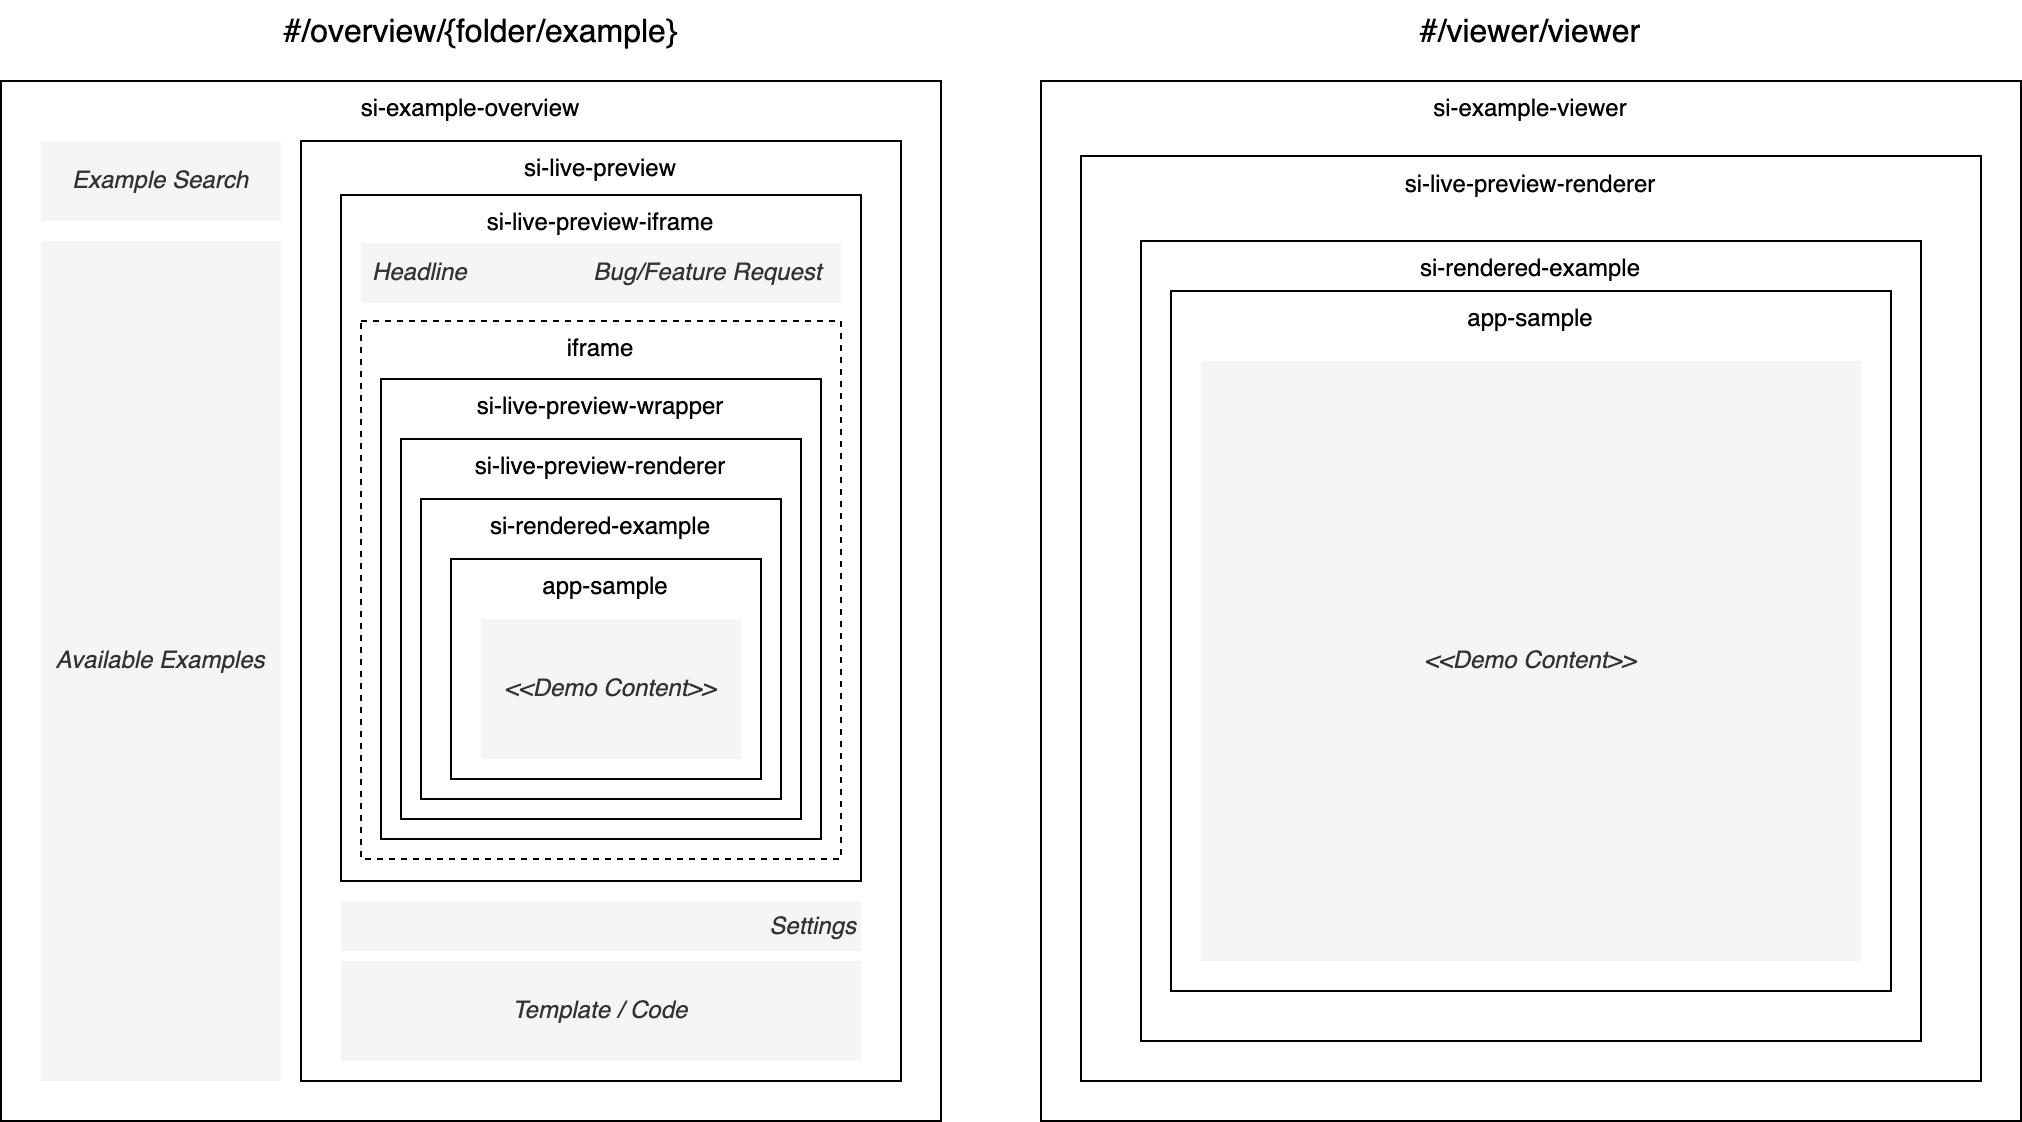 #/overview/{folder/example}
si-example-overview
Example Search
Available Examples
si-live-preview
si-live-preview-iframe
Headline
Bug/Feature Request
iframe
si-live-preview-wrapper
si-live-preview-renderer
si-rendered-example
app-sample
<<Demo Content>>
Settings
Template / Code
#/viewer/viewer
si-example-viewer
si-live-preview-renderer
si-rendered-example
app-sample
<<Demo Content>>